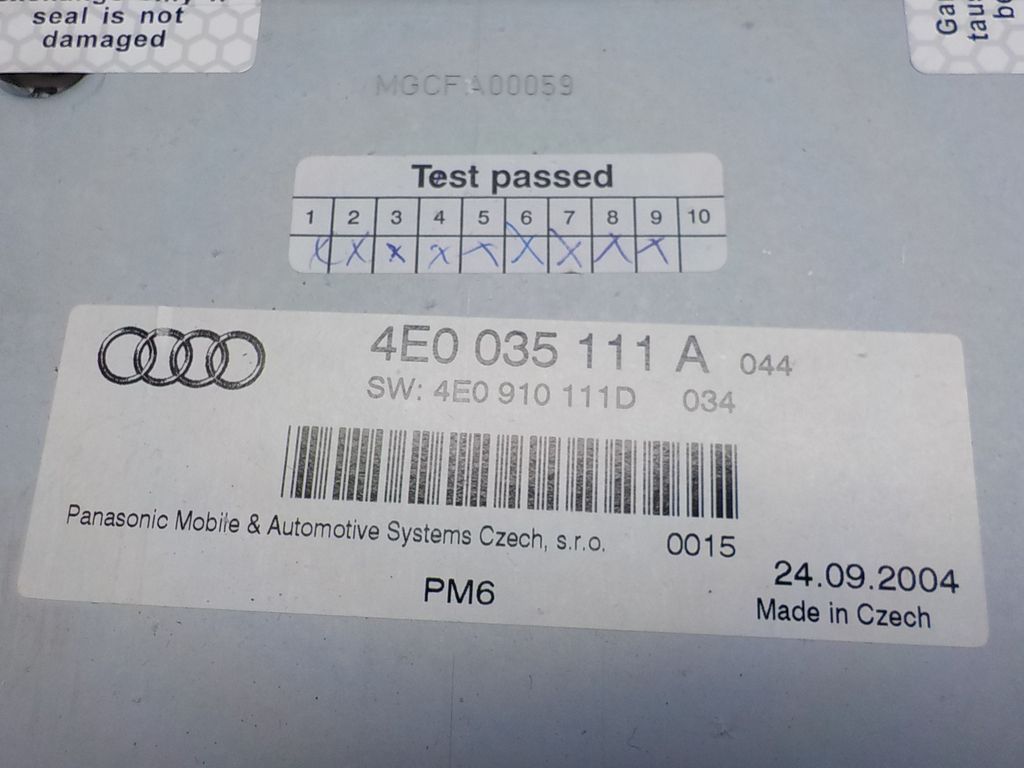 seal is not
damaged
MGCFA00059
Test passed
1 2 3 4 5 6 7 8 9 10
X X X X X X X X X
4E0 035 111 A 044
SW: 4E0 910 111D 034
Panasonic Mobile & Automotive Systems Czech, s.r.o. 0015
PM6
24.09.2004
Made in Czech